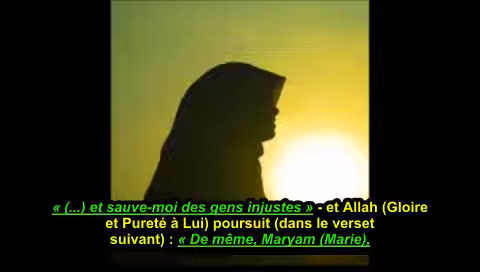 « (...) et sauve-moi des gens injustes » - et Allah (Gloire
et Pureté à Lui) poursuit (dans le verset
suivant) : « De même, Maryam (Marie),